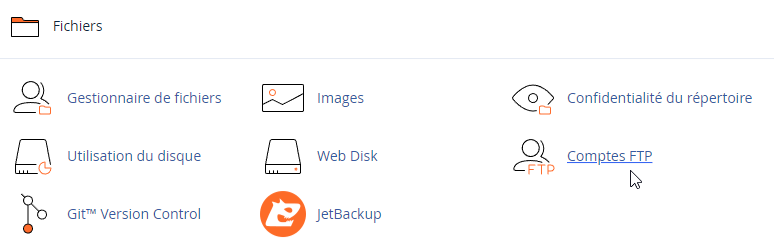 Fichiers
Gestionnaire de fichiers
Images
Confidentialité du répertoire
Utilisation du disque
Web Disk
FTP
Comptes FTP
Git™ Version Control
JetBackup